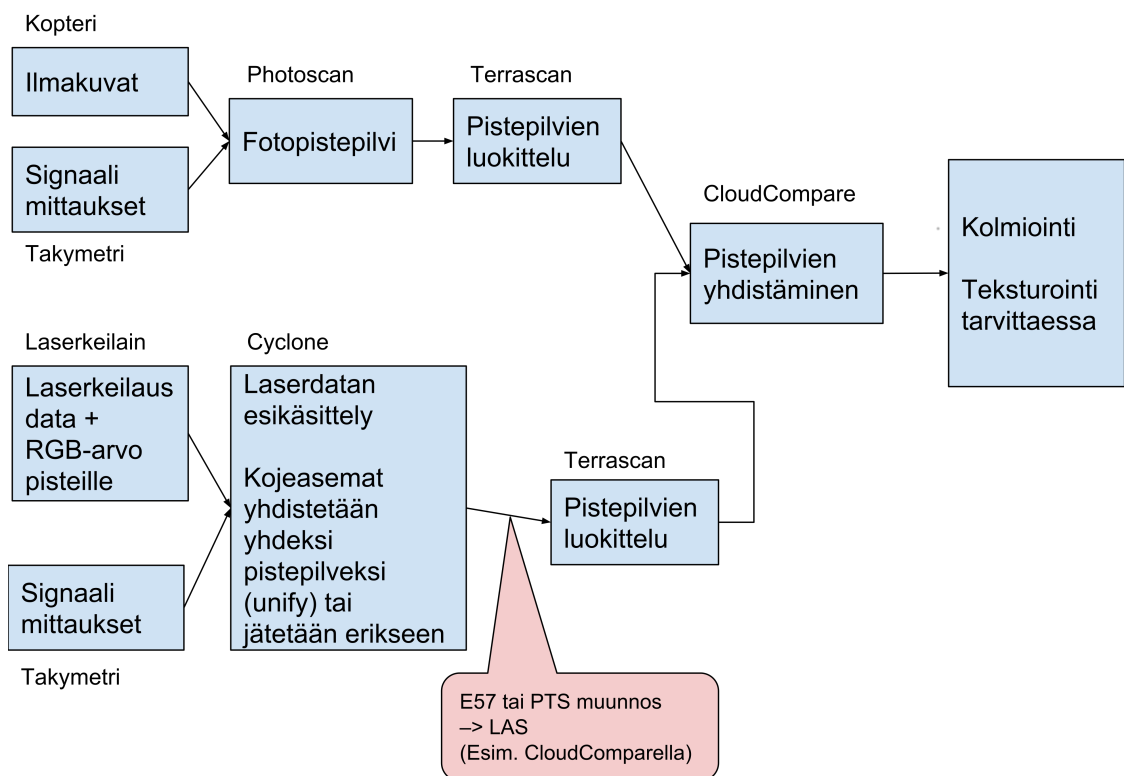 Kopteri
Ilmakuvat
Signaali
mittaukset
Takymetri
Photoscan
Fotopistepilvi
Terrascan
Pistepilvien
luokittelu
CloudCompare
Pistepilvien
yhdistäminen
Kolmiointi
Teksturointi
tarvittaessa
Laserkeilain
Laserkeilaus
data +
RGB-arvo
pisteille
Signaali
mittaukset
Takymetri
Cyclone
Laserdatan
esikäsittely
Kojeasemat
yhdistetään
yhdeksi
pistepilveksi
(unify) tai
jätetään erikseen
E57 tai PTS muunnos
–> LAS
(Esim. CloudComparella)
Terrascan
Pistepilvien
luokittelu